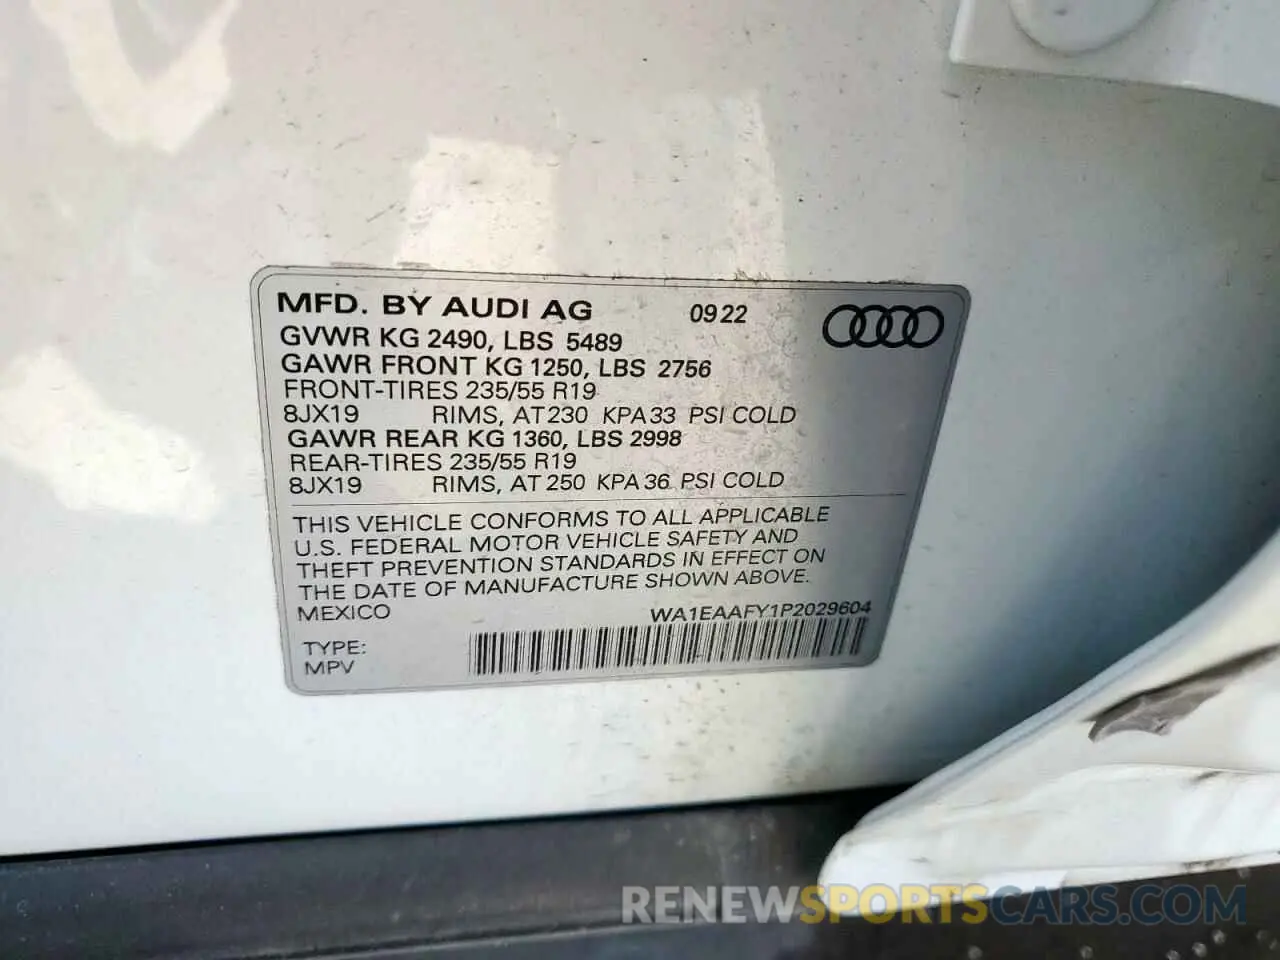 MFD. BY AUDI AG 09 22
GVWR KG 2490, LBS 5489
GAWR FRONT KG 1250, LBS 2756
FRONT-TIRES 235/55 R19
8JX19 RIMS, AT 230 KPA 33 PSI COLD
GAWR REAR KG 1360, LBS 2998
REAR-TIRES 235/55 R19
8JX19 RIMS, AT 250 KPA 36 PSI COLD
THIS VEHICLE CONFORMS TO ALL APPLICABLE
U.S. FEDERAL MOTOR VEHICLE SAFETY AND
THEFT PREVENTION STANDARDS IN EFFECT ON
THE DATE OF MANUFACTURE SHOWN ABOVE.
MEXICO WA1EAAFY1P2029604
TYPE:
MPV
RENEWSPORTSCARS.COM